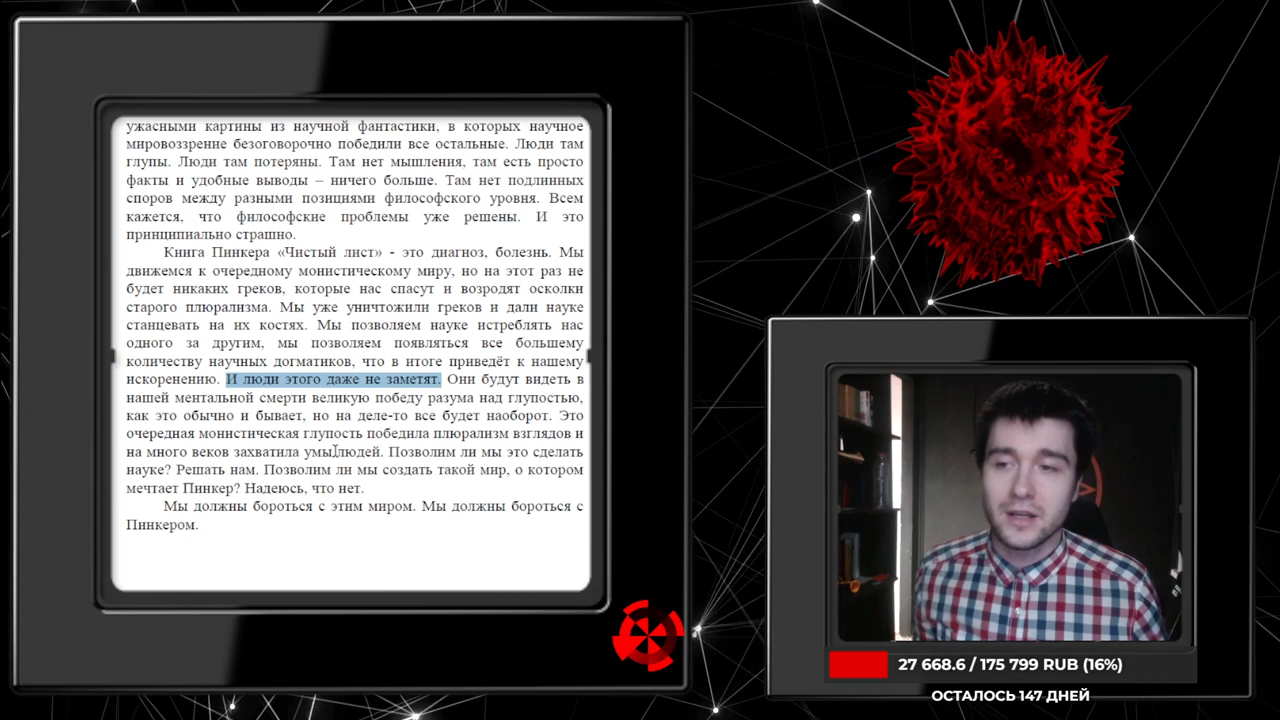 ужасными картины из научной фантастики, в которых научное
мировоззрение безоговорочно победили все остальные. Люди там
глупы. Люди там потеряны. Там нет мышления, там есть просто
факты и удобные выводы – ничего больше. Там нет подлинных
споров между разными позициями философского уровня. Всем
кажется, что философские проблемы уже решены. И это
принципиально страшно.
Книга Пинкера «Чистый лист» - это диагноз, болезнь. Мы
движемся к очередному монистическому миру, но на этот раз не
будет никаких греков, которые нас спасут и возродят осколки
старого плюрализма. Мы уже уничтожили греков и дали науке
станцевать на их костях. Мы позволяем науке истреблять нас
одного за другим, мы позволяем появляться все большему
количеству научных догматиков, что в итоге приведёт к нашему
искоренению. И люди этого даже не заметят. Они будут видеть в
нашей ментальной смерти великую победу разума над глупостью,
как это обычно и бывает, но на деле-то все будет наоборот. Это
очередная монистическая глупость победила плюрализм взглядов и
на много веков захватила умы людей. Позволим ли мы это сделать
науке? Решать нам. Позволим ли мы создать такой мир, о котором
мечтает Пинкер? Надеюсь, что нет.
Мы должны бороться с этим миром. Мы должны бороться с
Пинкером.
27 668.6 / 175 799 RUB (16%)
ОСТАЛОСЬ 147 ДНЕЙ